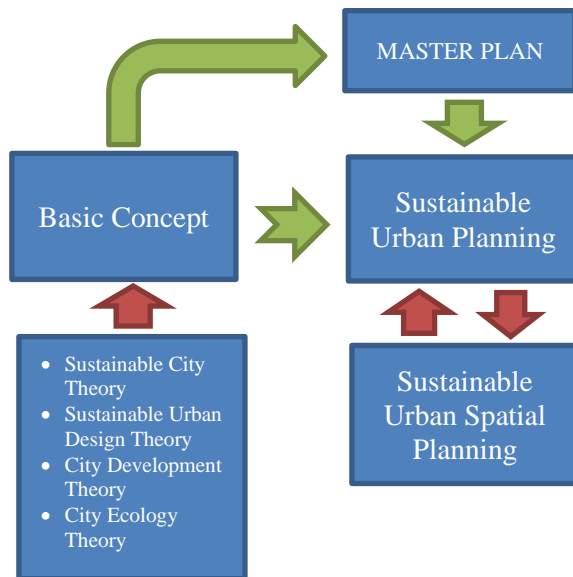 MASTER PLAN
Basic Concept
Sustainable
Urban Planning
• Sustainable City
Theory
• Sustainable Urban
Design Theory
• City Development
Theory
• City Ecology
Theory
Sustainable
Urban Spatial
Planning